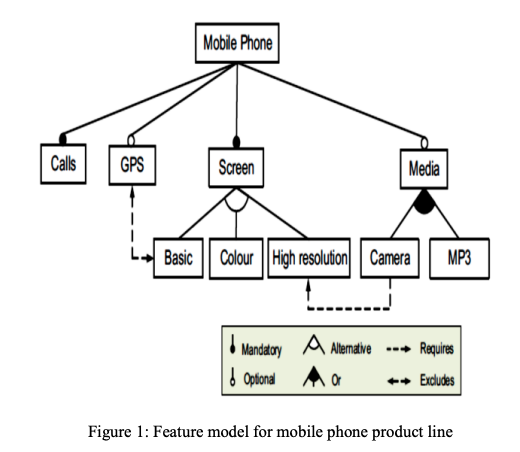 Mobile Phone
Calls
GPS
Screen
Media
Basic
Colour
High resolution
Camera
MP3
Mandatory
Alternative
Requires
Optional
Or
Excludes
Figure 1: Feature model for mobile phone product line